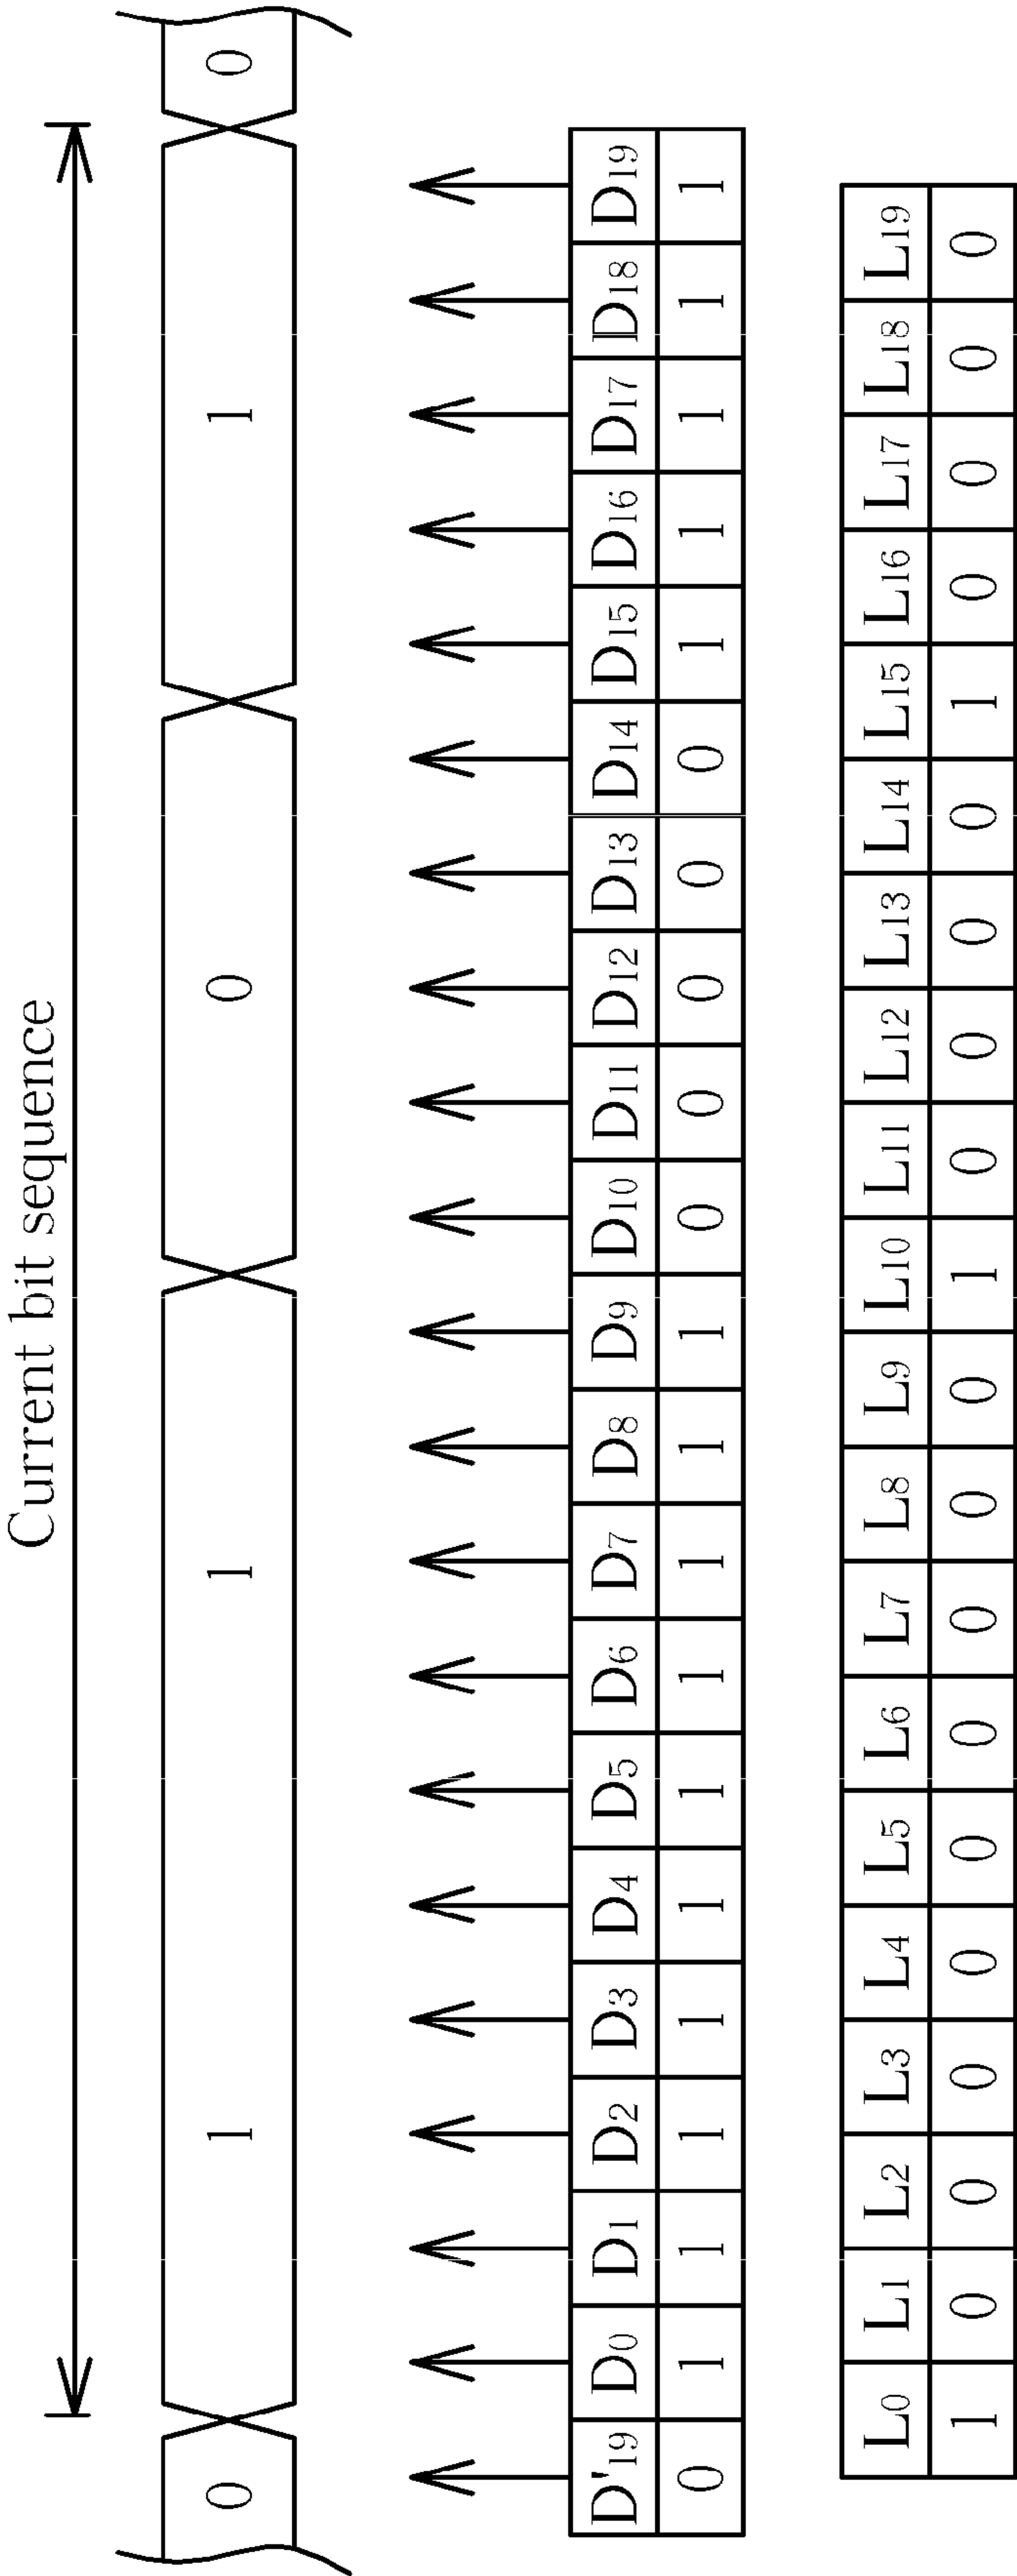 Current bit sequence
0 1 1 0 1 0
D'19 D0 D1 D2 D3 D4 D5 D6 D7 D8 D9 D10 D11 D12 D13 D14 D15 D16 D17 D18 D19
0 1 1 1 1 1 1 1 1 1 1 0 0 0 0 0 1 1 1 1 1
L0 L1 L2 L3 L4 L5 L6 L7 L8 L9 L10 L11 L12 L13 L14 L15 L16 L17 L18 L19
1 0 0 0 0 0 0 0 0 0 1 0 0 0 0 1 0 0 0 0